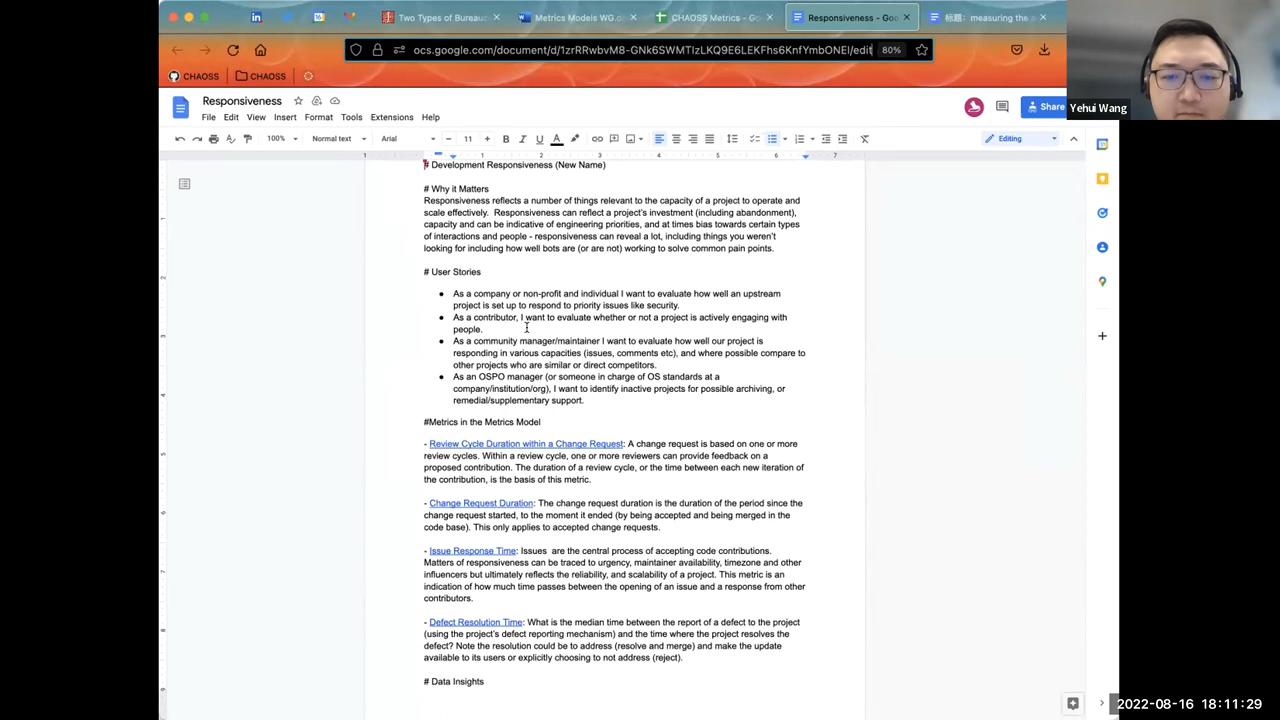 Two Types of Bureauc
Metrics Models WG.o
CHAOSS Metrics - Go
Responsiveness - Goo
标题：measuring the
ocs.google.com/document/d/1zrRRwbvM8-GNk6SWMTlzLKQ9E6LEKFhs6KnfYmbONEI/edit
80%
CHAOSS
CHAOSS
Yehui Wang
Responsiveness
File Edit View Insert Format Tools Extensions Help
Share
100%
Normal text
Arial
11
Editing
# Development Responsiveness (New Name)
# Why it Matters
Responsiveness reflects a number of things relevant to the capacity of a project to operate and
scale effectively.  Responsiveness can reflect a project's investment (including abandonment),
capacity and can be indicative of engineering priorities, and at times bias towards certain types
of interactions and people - responsiveness can reveal a lot, including things you weren't
looking for including how well bots are (or are not) working to solve common pain points.
# User Stories
● As a company or non-profit and individual I want to evaluate how well an upstream
project is set up to respond to priority issues like security.
● As a contributor, I want to evaluate whether or not a project is actively engaging with
people.
● As a community manager/maintainer I want to evaluate how well our project is
responding in various capacities (issues, comments etc), and where possible compare to
other projects who are similar or direct competitors.
● As an OSPO manager (or someone in charge of OS standards at a
company/institution/org), I want to identify inactive projects for possible archiving, or
remedial/supplementary support.
#Metrics in the Metrics Model
- Review Cycle Duration within a Change Request: A change request is based on one or more
review cycles. Within a review cycle, one or more reviewers can provide feedback on a
proposed contribution. The duration of a review cycle, or the time between each new iteration of
the contribution, is the basis of this metric.
- Change Request Duration: The change request duration is the duration of the period since the
change request started, to the moment it ended (by being accepted and being merged in the
code base). This only applies to accepted change requests.
- Issue Response Time: Issues  are the central process of accepting code contributions.
Matters of responsiveness can be traced to urgency, maintainer availability, timezone and other
influencers but ultimately reflects the reliability, and scalability of a project. This metric is an
indication of how much time passes between the opening of an issue and a response from other
contributors.
- Defect Resolution Time: What is the median time between the report of a defect to the project
(using the project's defect reporting mechanism) and the time where the project resolves the
defect? Note the resolution could be to address (resolve and merge) and make the update
available to its users or explicitly choosing to not address (reject).
# Data Insights
2022-08-16 18:11:29